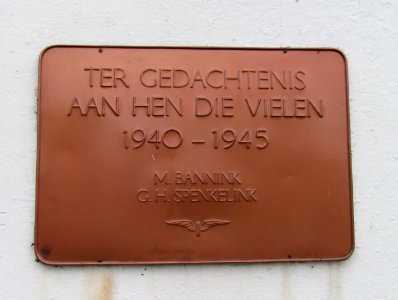 TER GEDACHTENIS
AAN HEN DIE VIELEN
1940 – 1945
M. BANNINK
G. H. SPENKELINK